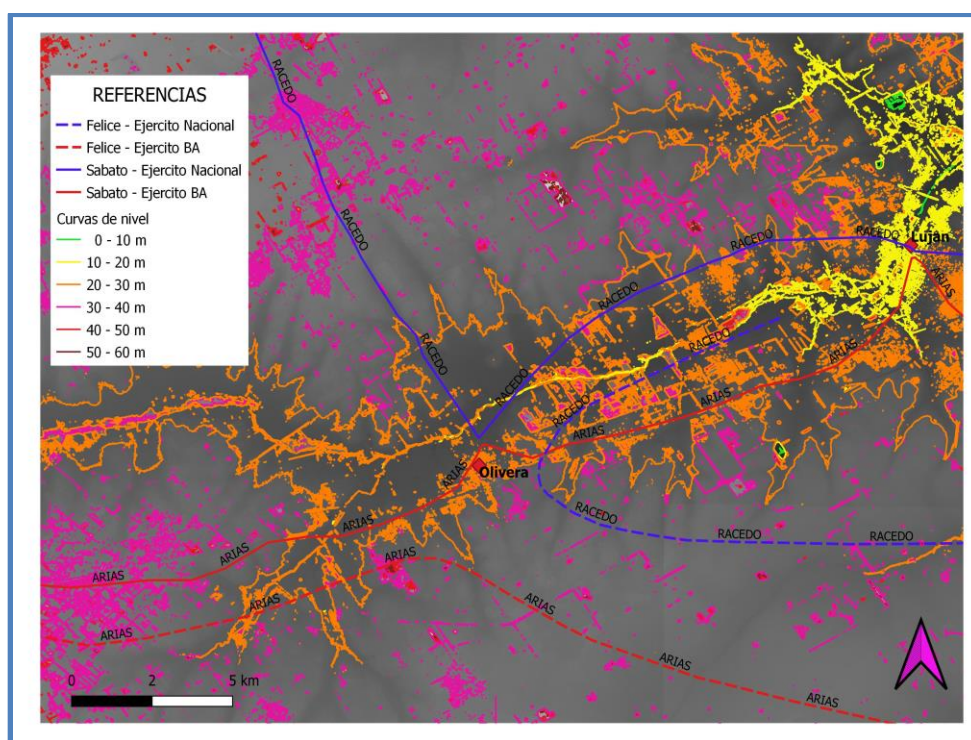 REFERENCIAS
Felice - Ejercito Nacional
Felice - Ejercito BA
Sabato - Ejercito Nacional
Sabato - Ejercito BA
Curvas de nivel
0 - 10 m
10 - 20 m
20 - 30 m
30 - 40 m
40 - 50 m
50 - 60 m
RACEDO
RACEDO
RACEDO
RACEDO
RACEDO
RACEDO
RACEDO
Luján
ARIAS
RACEDO
RACEDO
ARIAS
ARIAS
ARIAS
ARIAS
Olivera
ARIAS
ARIAS
ARIAS
RACEDO
RACEDO
RACEDO
ARIAS
ARIAS
ARIAS
ARIAS
ARIAS
ARIAS
0 2 5 km